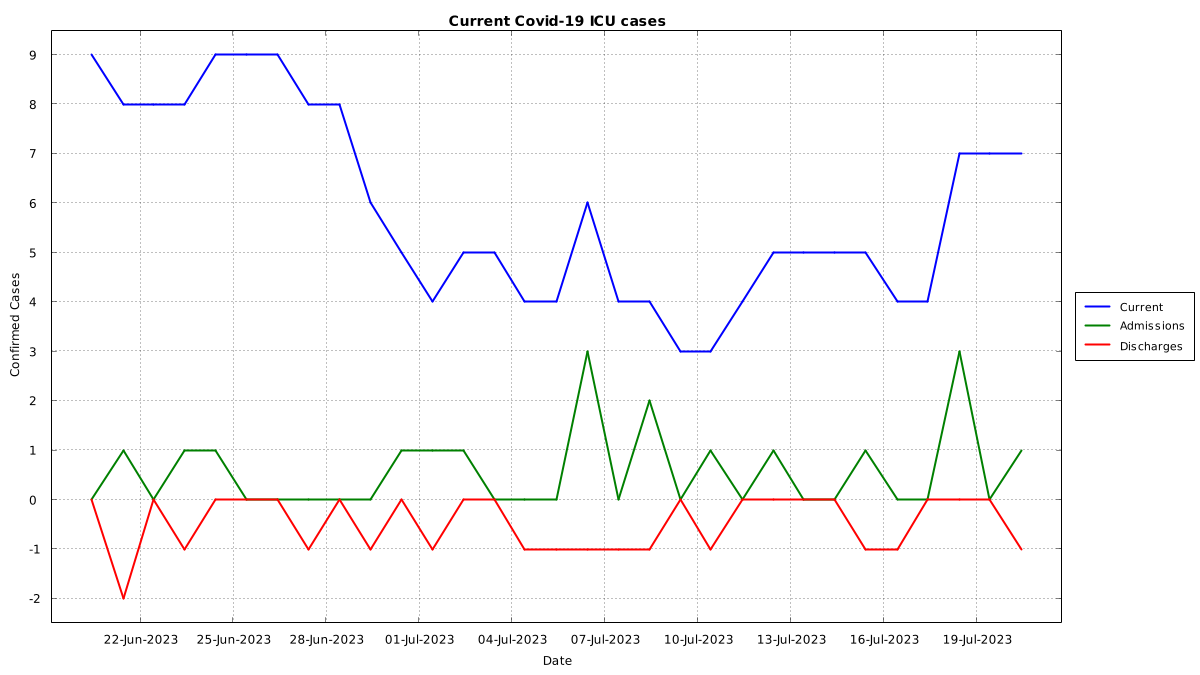 Current Covid-19 ICU cases
9
8
7
6
5
4
3
2
1
0
-1
-2
Confirmed Cases
22-Jun-2023 25-Jun-2023 28-Jun-2023 01-Jul-2023 04-Jul-2023 07-Jul-2023 10-Jul-2023 13-Jul-2023 16-Jul-2023 19-Jul-2023
Date
Current
Admissions
Discharges